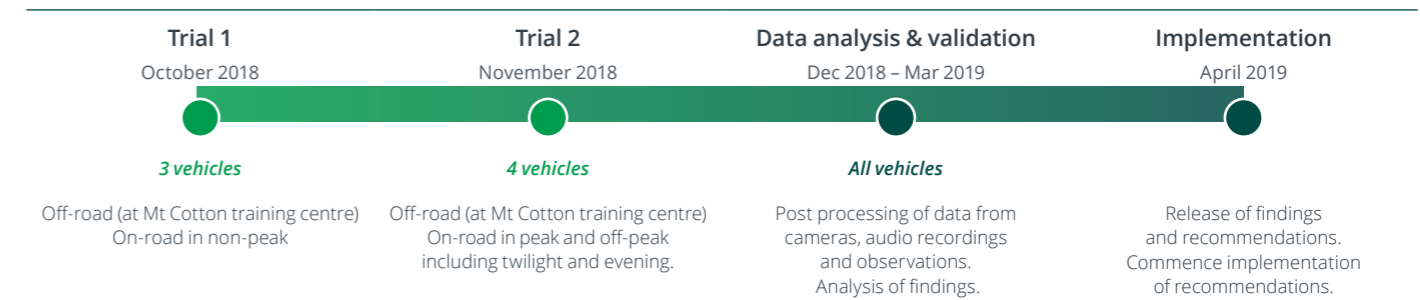 Trial 1
October 2018
3 vehicles
Off-road (at Mt Cotton training centre)
On-road in non-peak
Trial 2
November 2018
4 vehicles
Off-road (at Mt Cotton training centre)
On-road in peak and off-peak
including twilight and evening.
Data analysis & validation
Dec 2018 – Mar 2019
All vehicles
Post processing of data from
cameras, audio recordings
and observations.
Analysis of findings.
Implementation
April 2019
Release of findings
and recommendations.
Commence implementation
of recommendations.